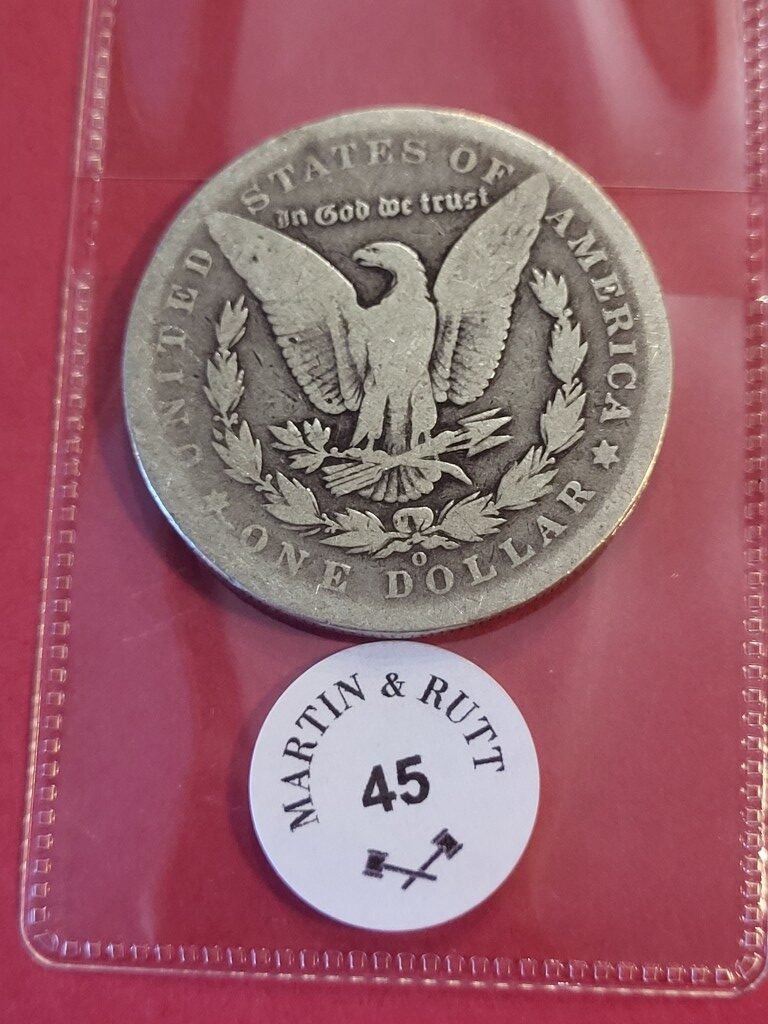 UNITED STATES OF AMERICA
In God we trust
O
ONE DOLLAR
MARTIN & RUTT
45